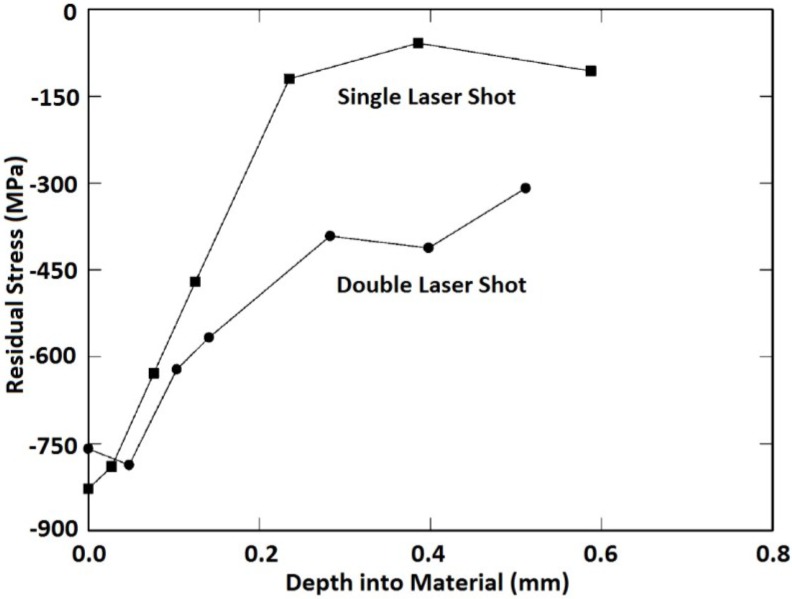 0
-150
-300
-450
-600
-750
-900
Residual Stress (MPa)
Single Laser Shot
Double Laser Shot
0.0 0.2 0.4 0.6 0.8
Depth into Material (mm)